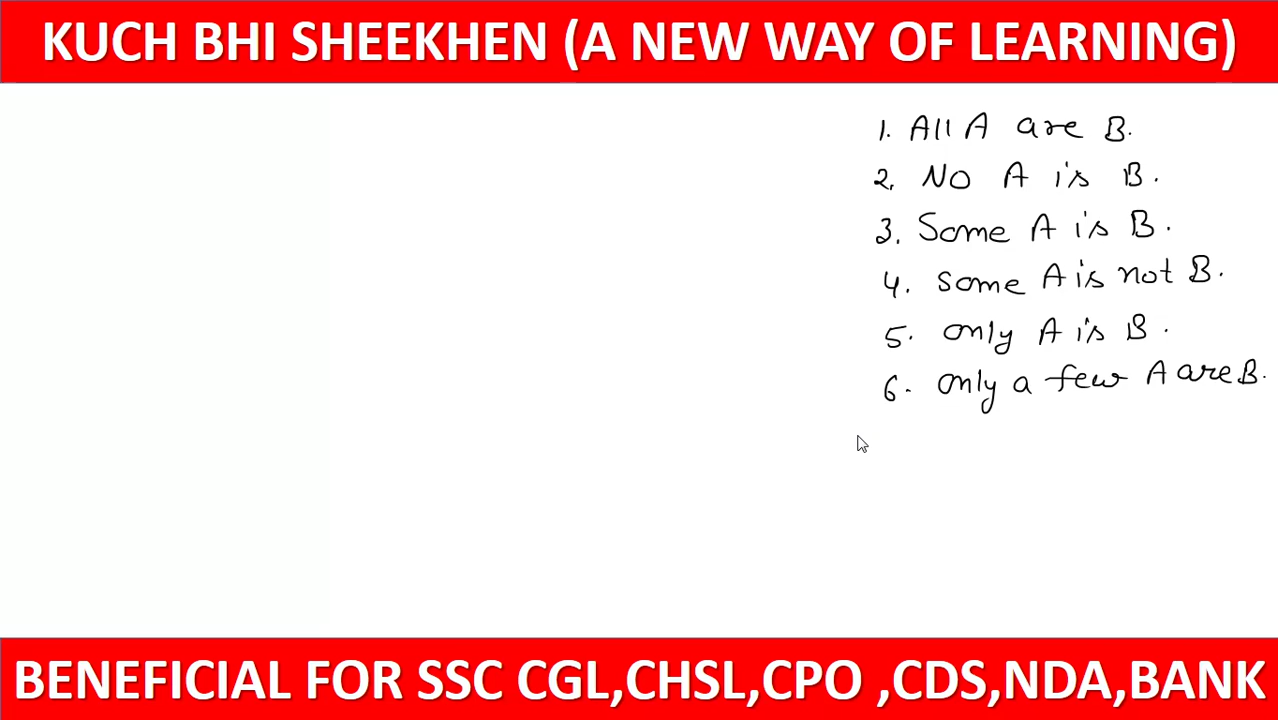 KUCH BHI SHEEKHEN (A NEW WAY OF LEARNING)
1. All A are B.
2. No A is B.
3. Some A is B.
4. Some A is not B.
5. Only A is B.
6. Only a few A are B.
BENEFICIAL FOR SSC CGL,CHSL,CPO ,CDS,NDA,BANK